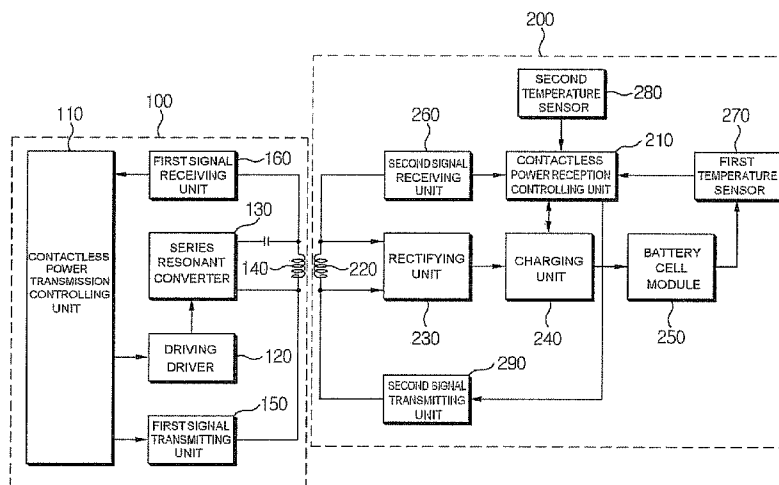 200
SECOND
TEMPERATURE
SENSOR
280
110
100
260
210
270
FIRST SIGNAL
RECEIVING
UNIT
160
SECOND SIGNAL
RECEIVING
UNIT
CONTACTLESS
POWER RECEPTION
CONTROLLING UNIT
FIRST
TEMPERATURE
SENSOR
130
CONTACTLESS
POWER
TRANSMISSION
CONTROLLING
UNIT
SERIES
RESONANT
CONVERTER
140
220
RECTIFYING
UNIT
CHARGING
UNIT
BATTERY
CELL
MODULE
230
240
250
DRIVING
DRIVER
120
290
150
FIRST SIGNAL
TRANSMITTING
UNIT
SECOND SIGNAL
TRANSMITTING
UNIT